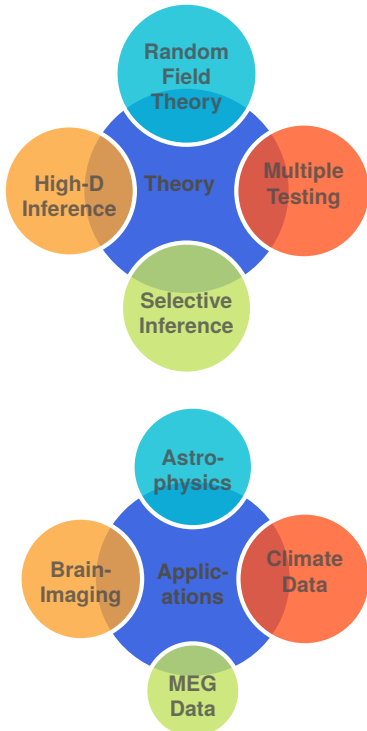 Random
Field
Theory
High-D
Inference
Theory
Multiple
Testing
Selective
Inference
Astro-
physics
Brain-
Imaging
Applic-
ations
Climate
Data
MEG
Data